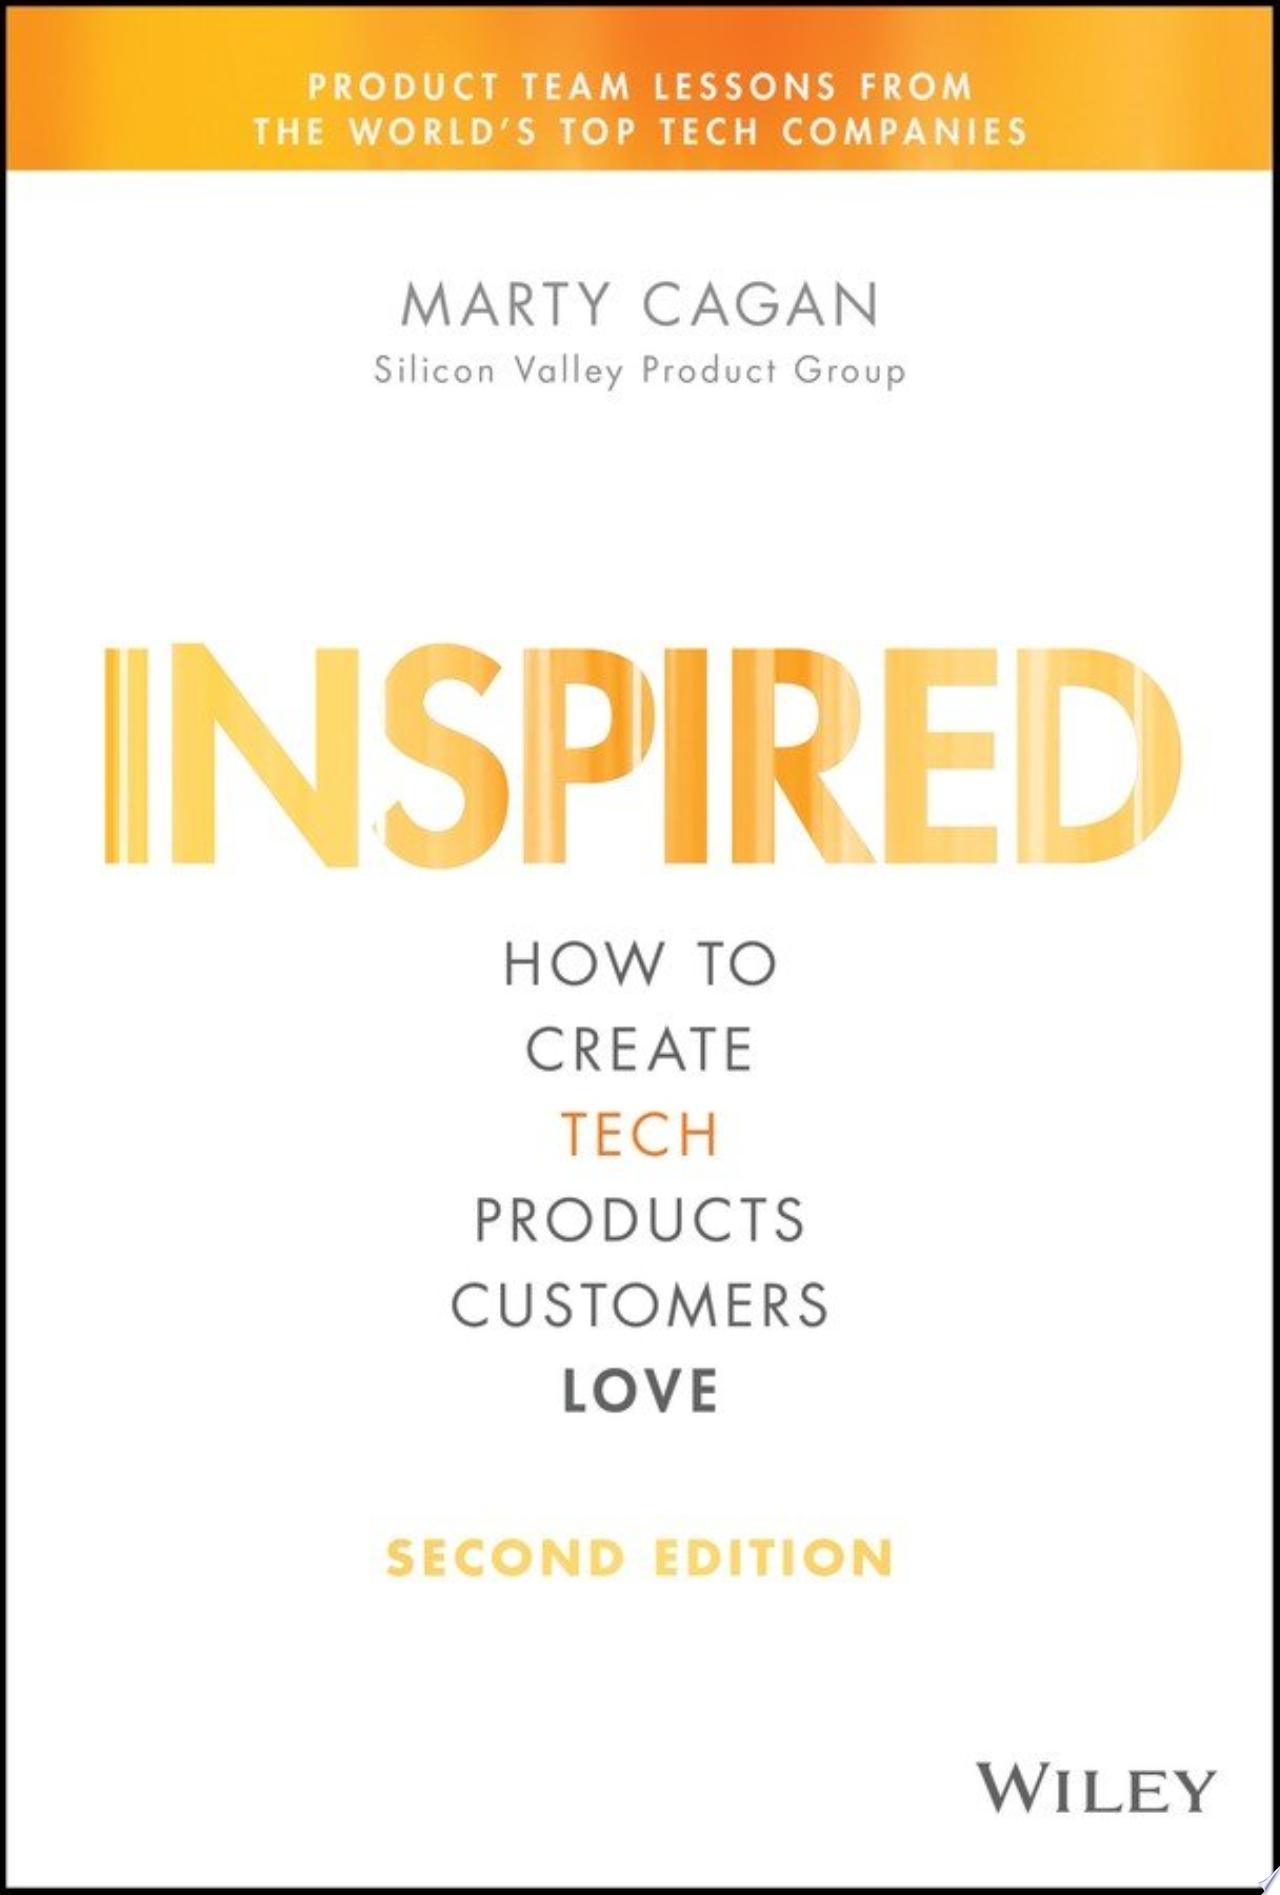 PRODUCT TEAM LESSONS FROM
THE WORLD'S TOP TECH COMPANIES
MARTY CAGAN
Silicon Valley Product Group
INSPIRED
HOW TO
CREATE
TECH
PRODUCTS
CUSTOMERS
LOVE
SECOND EDITION
WILEY